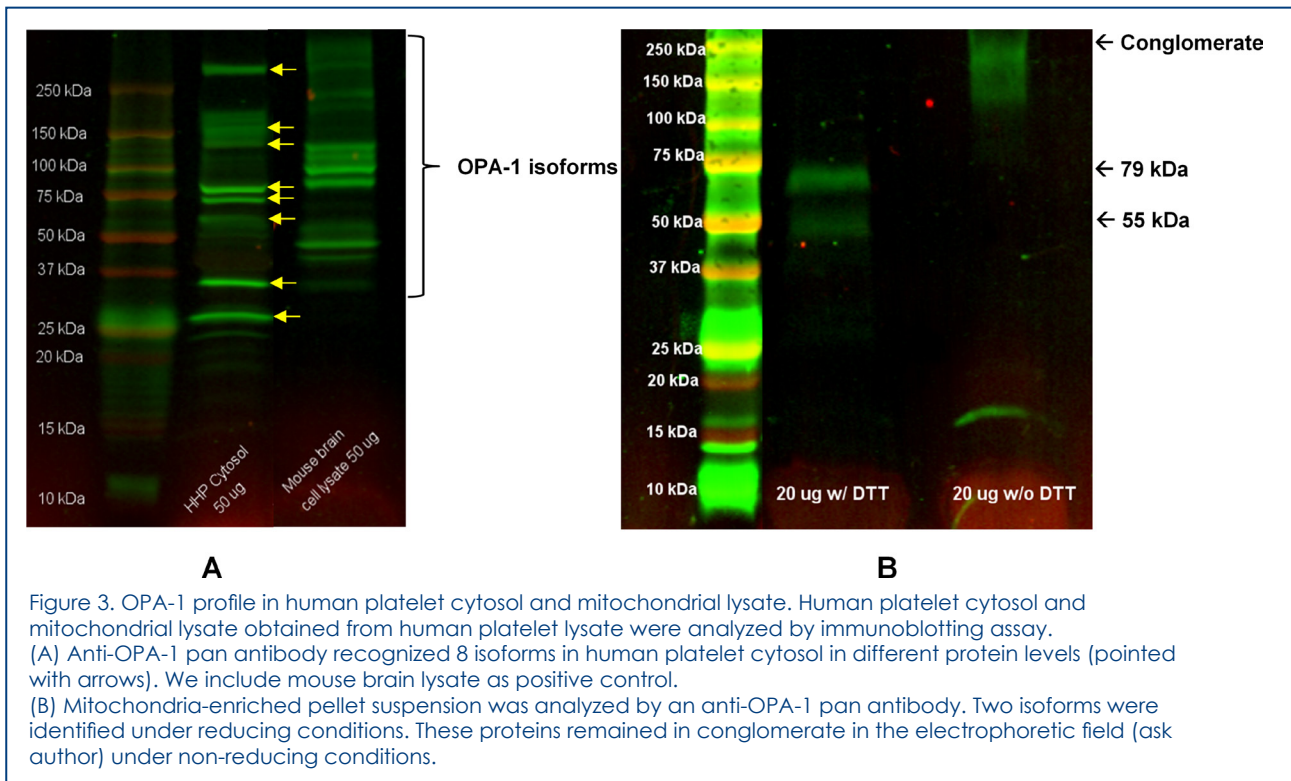 250 kDa
150 kDa
100 kDa
75 kDa
50 kDa
37 kDa
25 kDa
20 kDa
15 kDa
10 kDa
HHP Cytosol
50 ug
Mouse brain
cell lysate 50 ug
OPA-1 isoforms
A
250 kDa
150 kDa
100 kDa
75 kDa
50 kDa
37 kDa
25 kDa
20 kDa
15 kDa
10 kDa
20 ug w/ DTT
20 ug w/o DTT
← Conglomerate
← 79 kDa
← 55 kDa
B
Figure 3. OPA-1 profile in human platelet cytosol and mitochondrial lysate. Human platelet cytosol and
mitochondrial lysate obtained from human platelet lysate were analyzed by immunoblotting assay.
(A) Anti-OPA-1 pan antibody recognized 8 isoforms in human platelet cytosol in different protein levels (pointed
with arrows). We include mouse brain lysate as positive control.
(B) Mitochondria-enriched pellet suspension was analyzed by an anti-OPA-1 pan antibody. Two isoforms were
identified under reducing conditions. These proteins remained in conglomerate in the electrophoretic field (ask
author) under non-reducing conditions.